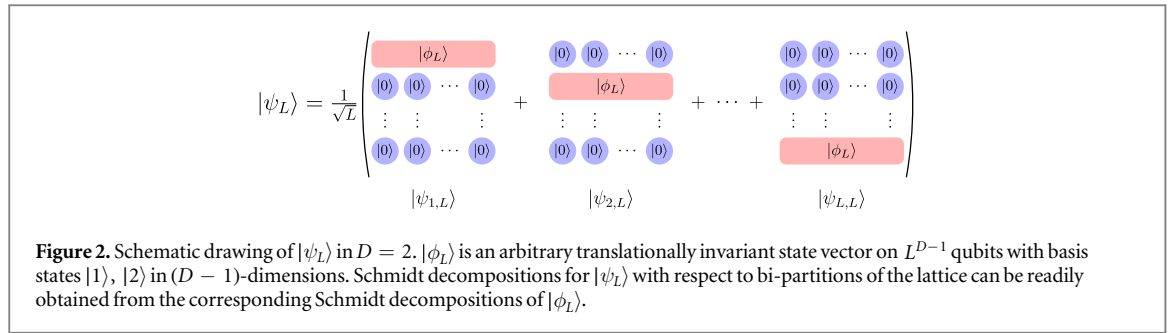 |0⟩ |0⟩ ⋯ |0⟩ |0⟩ |0⟩ ⋯ |0⟩
|ϕ_L⟩
|0⟩ |0⟩ ⋯ |0⟩ |ϕ_L⟩ |0⟩ |0⟩ ⋯ |0⟩
|ψ_L⟩ = 1/√L ( + + ⋯ + )
⋮ ⋮ ⋮ ⋮ ⋮ ⋮ ⋮ ⋮ ⋮
|0⟩ |0⟩ ⋯ |0⟩ |0⟩ |0⟩ ⋯ |0⟩ |ϕ_L⟩
|ψ_{1,L}⟩ |ψ_{2,L}⟩ |ψ_{L,L}⟩
Figure 2. Schematic drawing of |ψ_L⟩ in D = 2. |ϕ_L⟩ is an arbitrary translationally invariant state vector on L^{D−1} qubits with basis
states |1⟩, |2⟩ in (D − 1)-dimensions. Schmidt decompositions for |ψ_L⟩ with respect to bi-partitions of the lattice can be readily
obtained from the corresponding Schmidt decompositions of |ϕ_L⟩.